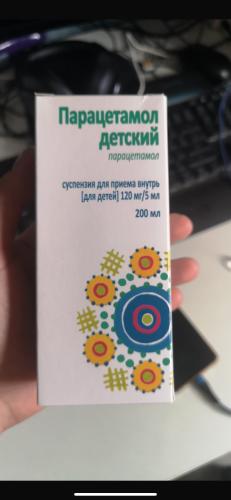 Парацетамол
детский
парацетамол
суспензия для приема внутрь
[для детей] 120 мг/5 мл
200 мл